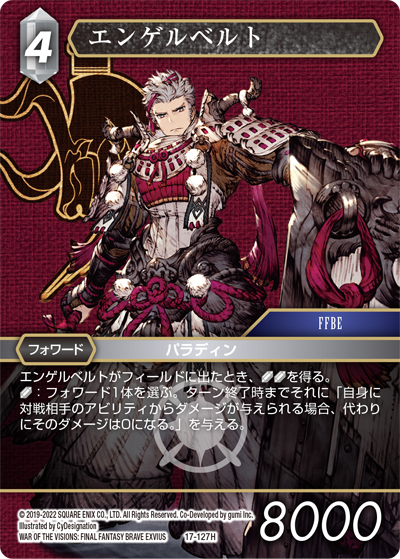 4
エンゲルベルト
FFBE
フォワード
パラディン
エンゲルベルトがフィールドに出たとき、を得る。
：フォワード1体を選ぶ。ターン終了時までそれに「自身に
対戦相手のアビリティからダメージが与えられる場合、代わり
にそのダメージは0になる。」を与える。
© 2019-2022 SQUARE ENIX CO., LTD. All Rights Reserved. Co-Developed by gumi Inc.
Illustrated by CyDesignation
WAR OF THE VISIONS: FINAL FANTASY BRAVE EXVIUS
17-127H
8000